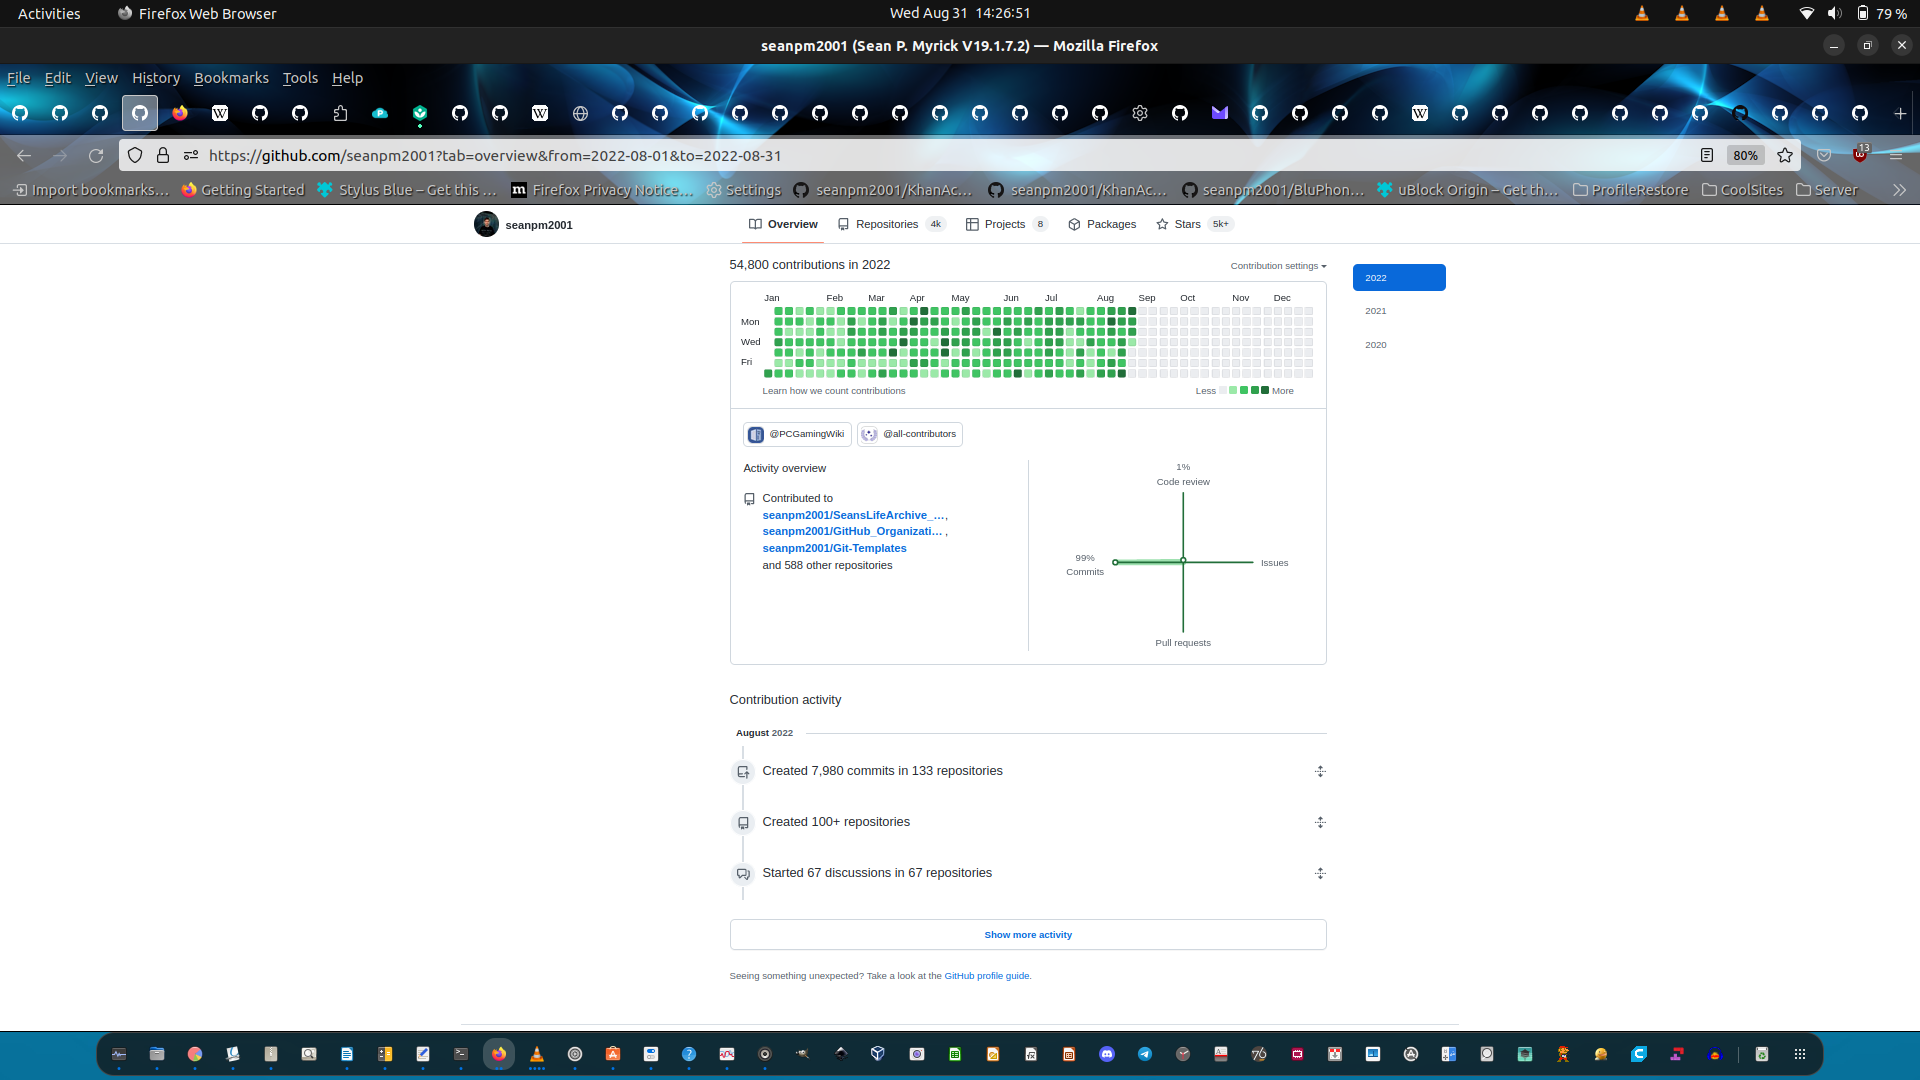 Activities
Firefox Web Browser
Wed Aug 31 14:26:51
79 %
seanpm2001 (Sean P. Myrick V19.1.7.2) — Mozilla Firefox
File Edit View History Bookmarks Tools Help
https://github.com/seanpm2001?tab=overview&from=2022-08-01&to=2022-08-31
80%
13
Import bookmarks… Getting Started Stylus Blue – Get this … Firefox Privacy Notice… Settings seanpm2001/KhanAc… seanpm2001/KhanAc… seanpm2001/BluPhon… uBlock Origin – Get th… ProfileRestore CoolSites Server
seanpm2001
Overview Repositories 4k Projects 8 Packages Stars 5k+
54,800 contributions in 2022
Contribution settings
2022
2021
2020
Jan Feb Mar Apr May Jun Jul Aug Sep Oct Nov Dec
Mon
Wed
Fri
Learn how we count contributions
Less More
@PCGamingWiki @all-contributors
Activity overview
Contributed to
seanpm2001/SeansLifeArchive_…,
seanpm2001/GitHub_Organizati… ,
seanpm2001/Git-Templates
and 588 other repositories
1%
Code review
99%
Commits
Issues
Pull requests
Contribution activity
August 2022
Created 7,980 commits in 133 repositories
Created 100+ repositories
Started 67 discussions in 67 repositories
Show more activity
Seeing something unexpected? Take a look at the GitHub profile guide.